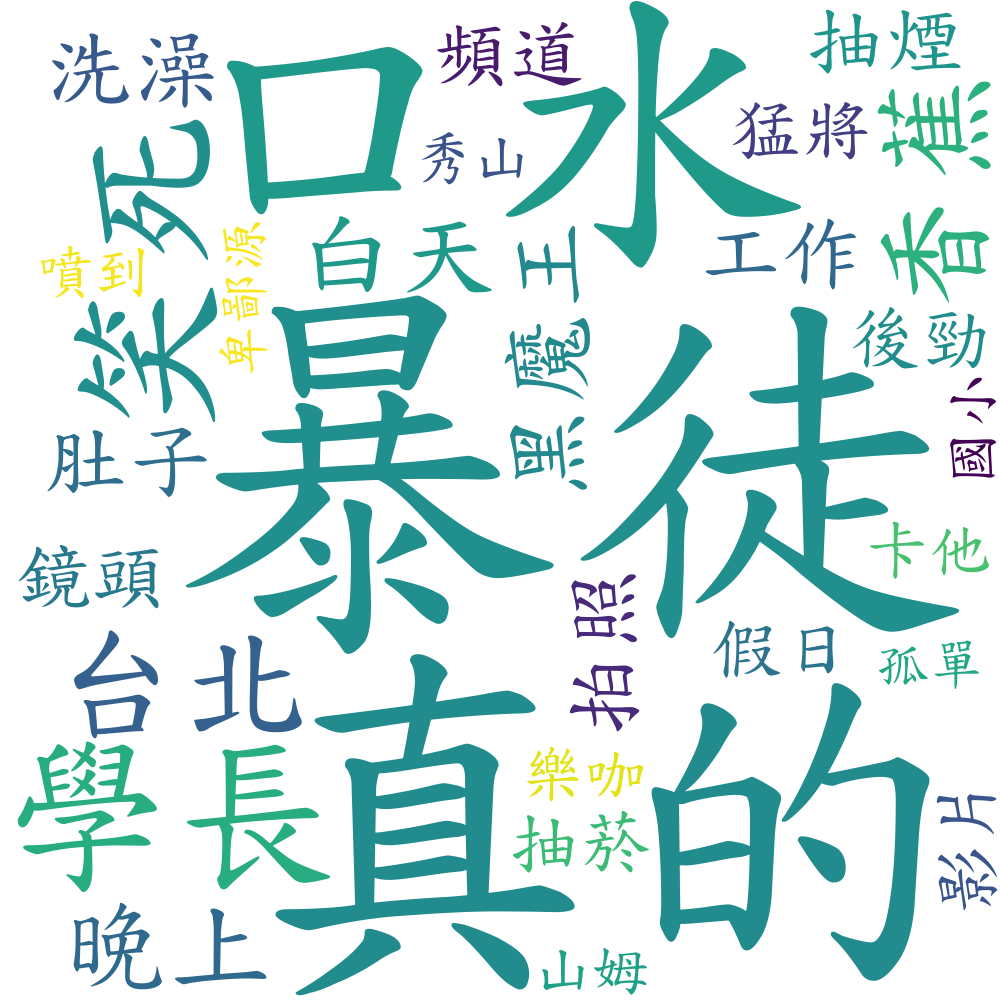 洗澡
口水
頻道
抽煙
猛將
香蕉
笑死
秀山
噴到
卑鄙源
白天
黑魔王
工作
後勁
暴徒
國小
肚子
卡他
鏡頭
拍照
假日
孤單
台北
真的
學長
樂咖
抽菸
影片
晚上
山姆